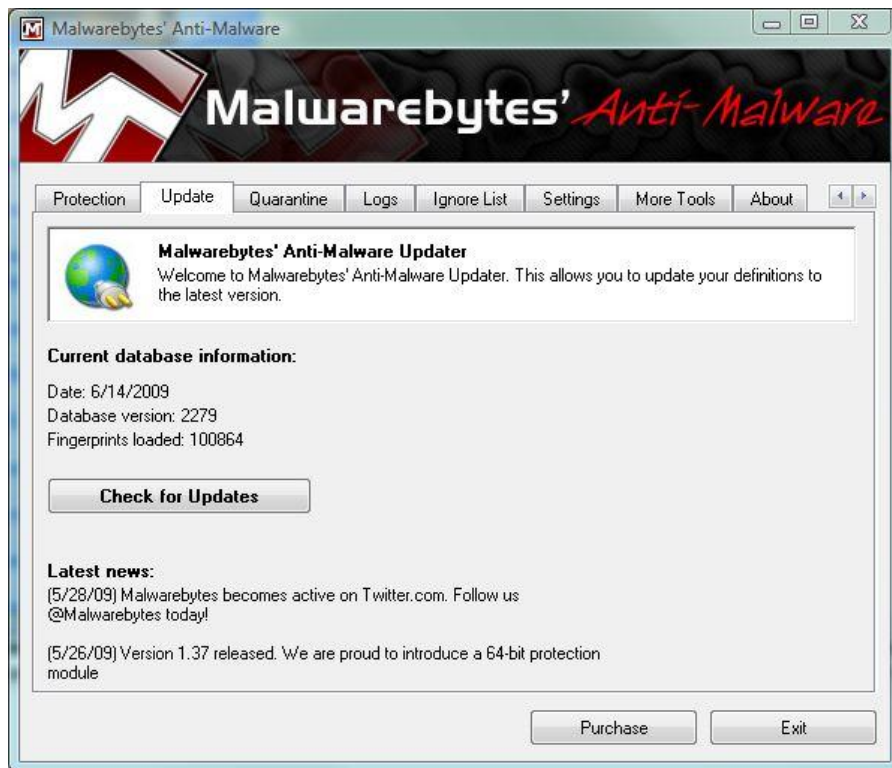 Malwarebytes' Anti-Malware
Malwarebytes' Anti-Malware
Protection Update Quarantine Logs Ignore List Settings More Tools About
Malwarebytes' Anti-Malware Updater
Welcome to Malwarebytes' Anti-Malware Updater. This allows you to update your definitions to
the latest version.
Current database information:
Date: 6/14/2009
Database version: 2279
Fingerprints loaded: 100864
Check for Updates
Latest news:
(5/28/09) Malwarebytes becomes active on Twitter.com. Follow us
@Malwarebytes today!
(5/26/09) Version 1.37 released. We are proud to introduce a 64-bit protection
module
Purchase Exit